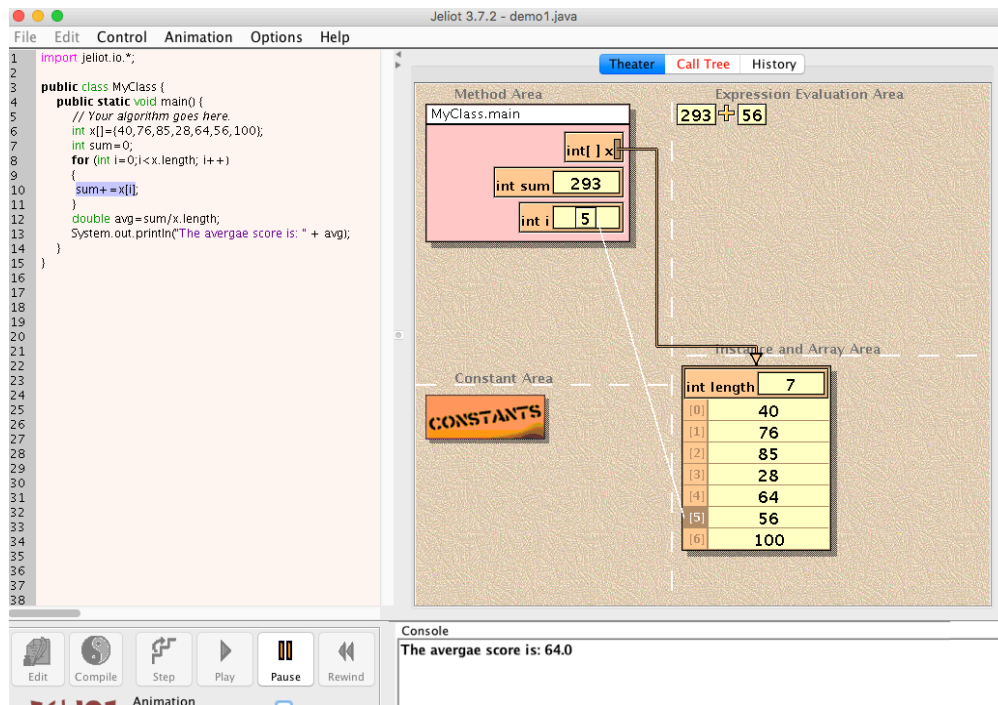 Jeliot 3.7.2 - demo1.java
File Edit Control Animation Options Help
1 import jeliot.io.*;
2
3 public class MyClass {
4 public static void main() {
5 // Your algorithm goes here.
6 int x[]={40,76,85,28,64,56,100};
7 int sum=0;
8 for (int i=0;i<x.length; i++)
9 {
10 sum+=x[i];
11 }
12 double avg=sum/x.length;
13 System.out.println("The avergae score is: " + avg);
14 }
15 }
16
17
18
19
20
21
22
23
24
25
26
27
28
29
30
31
32
33
34
35
36
37
38
Theater Call Tree History
Method Area
MyClass.main
int[ ] x
int sum 293
int i 5
Expression Evaluation Area
293 + 56
Constant Area
CONSTANTS
Instance and Array Area
int length 7
[0] 40
[1] 76
[2] 85
[3] 28
[4] 64
[5] 56
[6] 100
Edit Compile Step Play Pause Rewind
Animation
Console
The avergae score is: 64.0